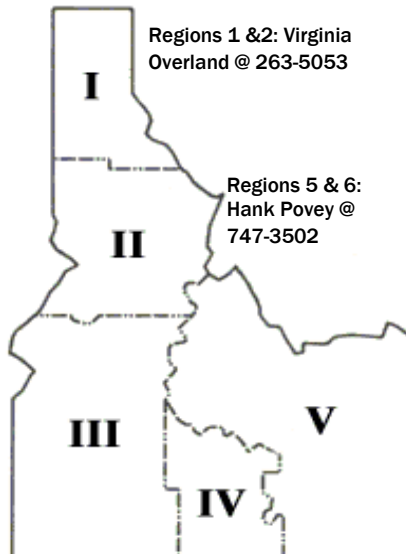 Regions 1 &2: Virginia
Overland @ 263-5053
I
Regions 5 & 6:
Hank Povey @
747-3502
II
III
V
IV